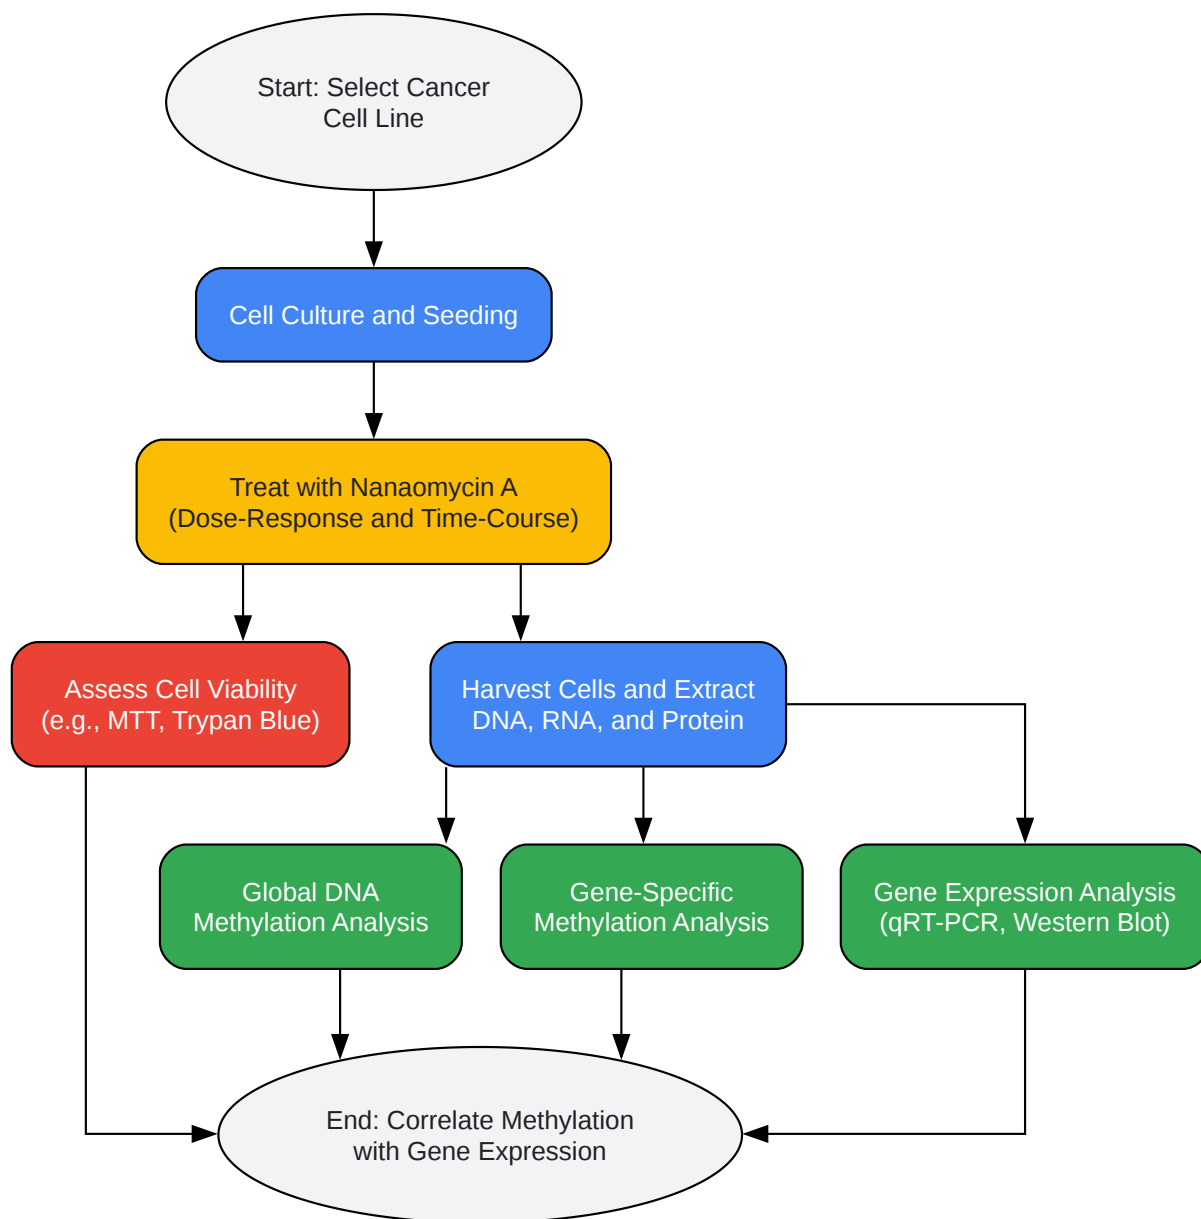 Start: Select Cancer
Cell Line
Cell Culture and Seeding
Treat with Nanaomycin A
(Dose-Response and Time-Course)
Assess Cell Viability
(e.g., MTT, Trypan Blue)
Harvest Cells and Extract
DNA, RNA, and Protein
Global DNA
Methylation Analysis
Gene-Specific
Methylation Analysis
Gene Expression Analysis
(qRT-PCR, Western Blot)
End: Correlate Methylation
with Gene Expression